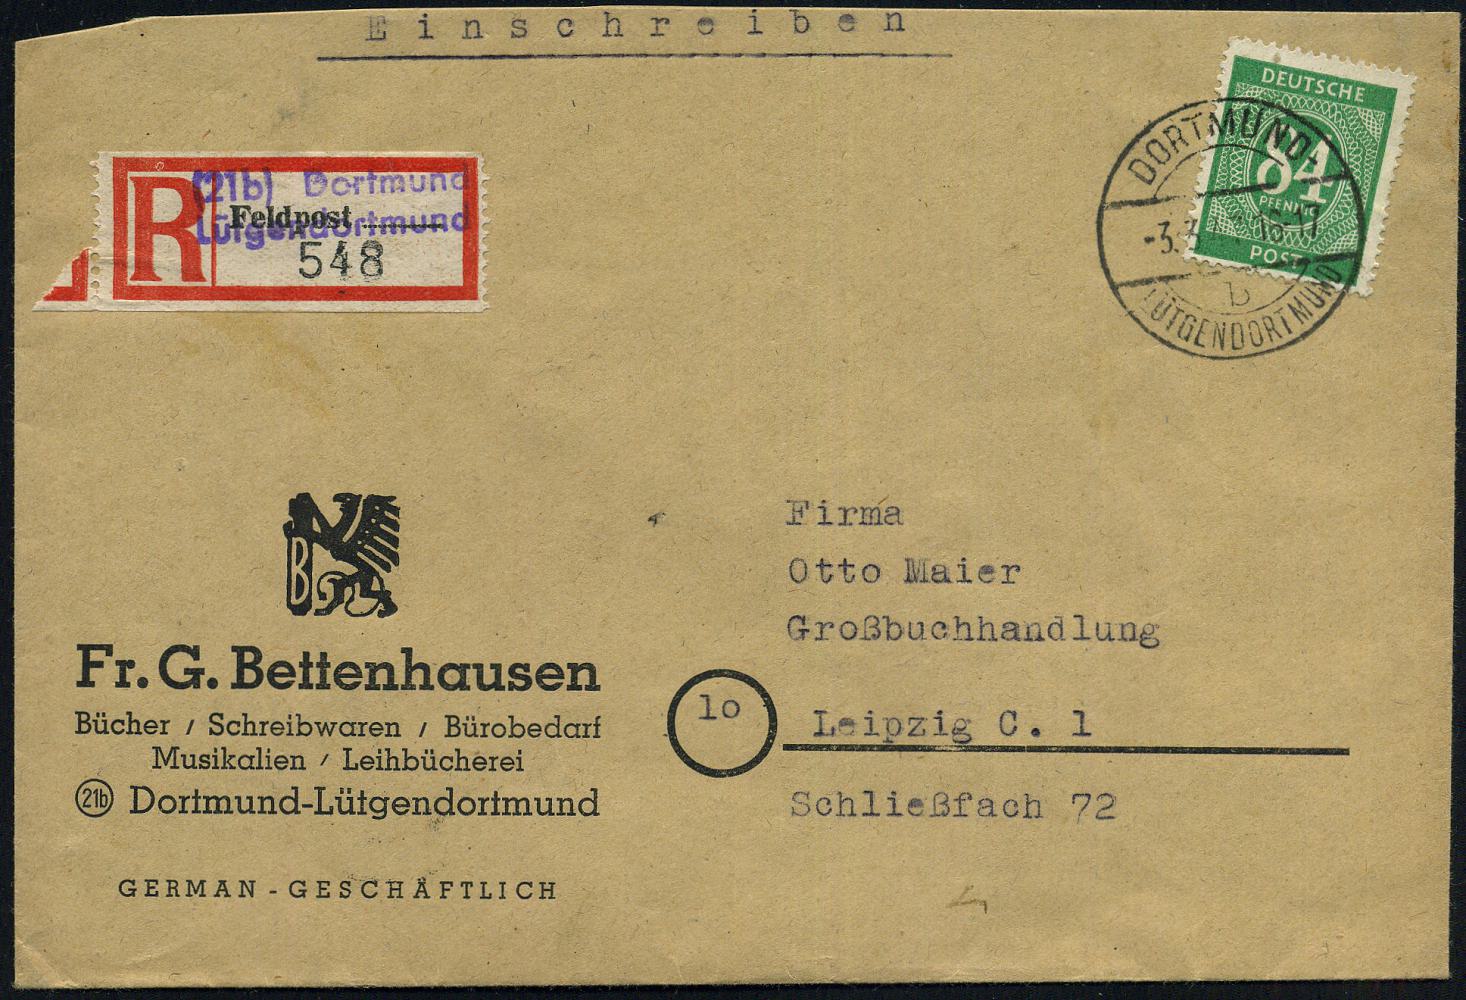 Einschreiben
R
(21b) Dortmund
Lütgendortmund
Feldpost
548
DEUTSCHE
84
PFENNIG
POST
DORTMUND-
LÜTGENDORTMUND
b
B
Fr. G. Bettenhausen
Bücher / Schreibwaren / Bürobedarf
Musikalien / Leihbücherei
21b Dortmund-Lütgendortmund
GERMAN - GESCHÄFTLICH
Firma
Otto Maier
Großbuchhandlung
lo Leipzig C. 1
Schließfach 72